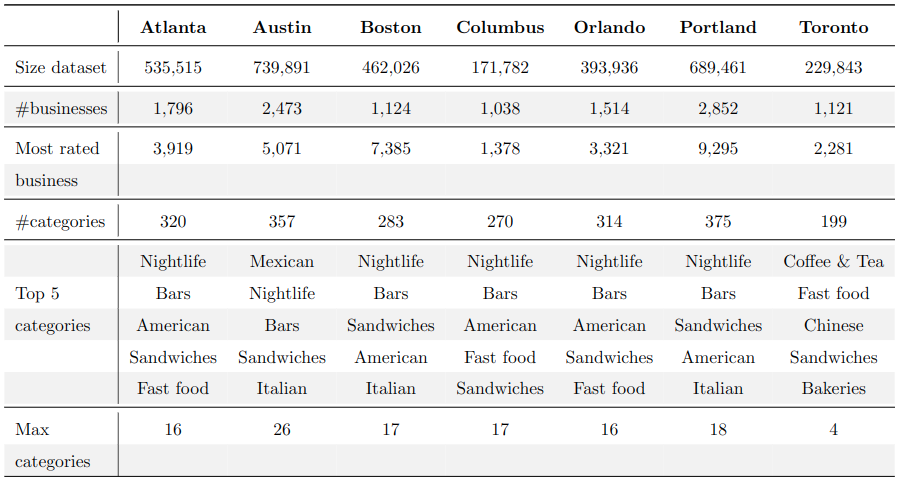 Atlanta Austin Boston Columbus Orlando Portland Toronto
Size dataset 535,515 739,891 462,026 171,782 393,936 689,461 229,843
#businesses 1,796 2,473 1,124 1,038 1,514 2,852 1,121
Most rated 3,919 5,071 7,385 1,378 3,321 9,295 2,281
business
#categories 320 357 283 270 314 375 199
Nightlife Mexican Nightlife Nightlife Nightlife Nightlife Coffee & Tea
Top 5 Bars Nightlife Bars Bars Bars Bars Fast food
categories American Bars Sandwiches American American Sandwiches Chinese
Sandwiches Sandwiches American Fast food Sandwiches American Sandwiches
Fast food Italian Italian Sandwiches Fast food Italian Bakeries
Max 16 26 17 17 16 18 4
categories